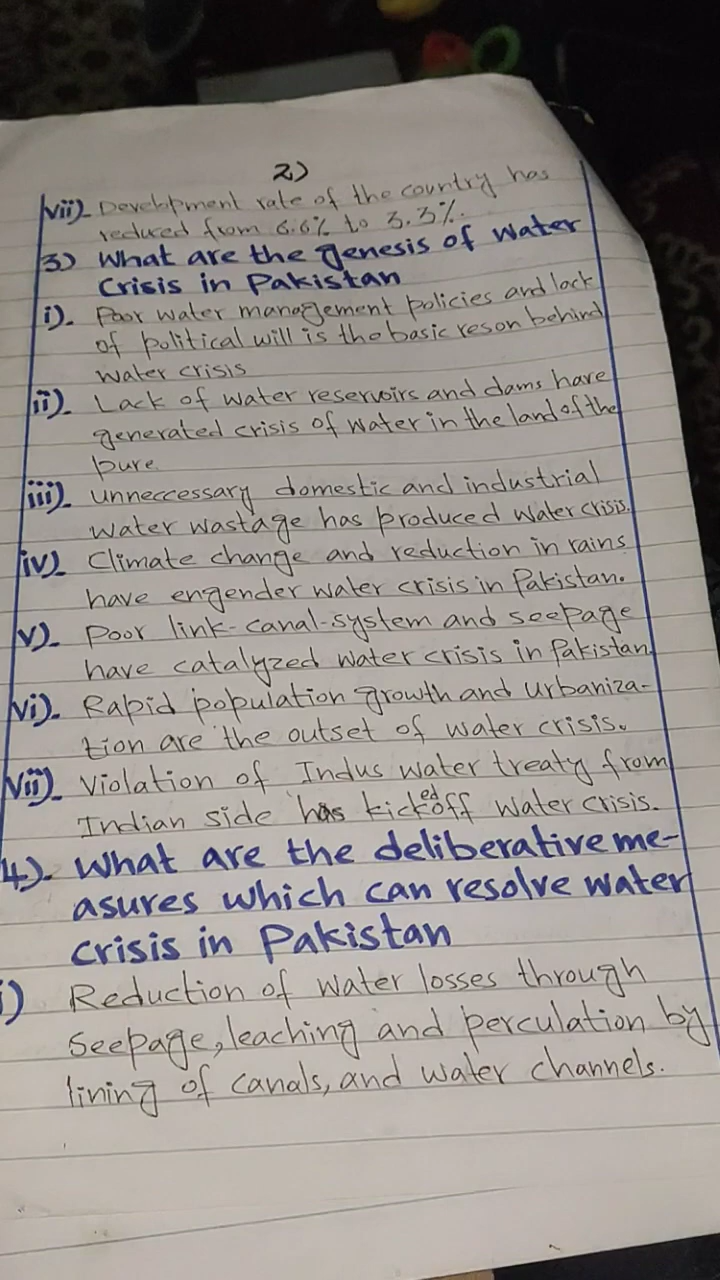 2)
vii) Development rate of the country has
reduced from 6.6% to 3.3%.
3) What are the genesis of water
Crisis in Pakistan
i). Poor water management policies and lack
of political will is the basic reson behind
water crisis
ii). Lack of water reservoirs and dams have
generated crisis of water in the land of the
pure
iii). unneccessary domestic and industrial
water wastage has produced water crisis.
iv) Climate change and reduction in rains
have engender water crisis in Pakistan.
v). Poor link-canal-system and seepage
have catalyzed water crisis in Pakistan
vi). Rapid population growth and urbaniza-
tion are the outset of water crisis.
vii). Violation of Indus water treaty from
Indian side has kickedoff water crisis.
4). What are the deliberative me-
asures which can resolve water
crisis in Pakistan
i) Reduction of water losses through
seepage, leaching and perculation by
lining of canals, and water channels.